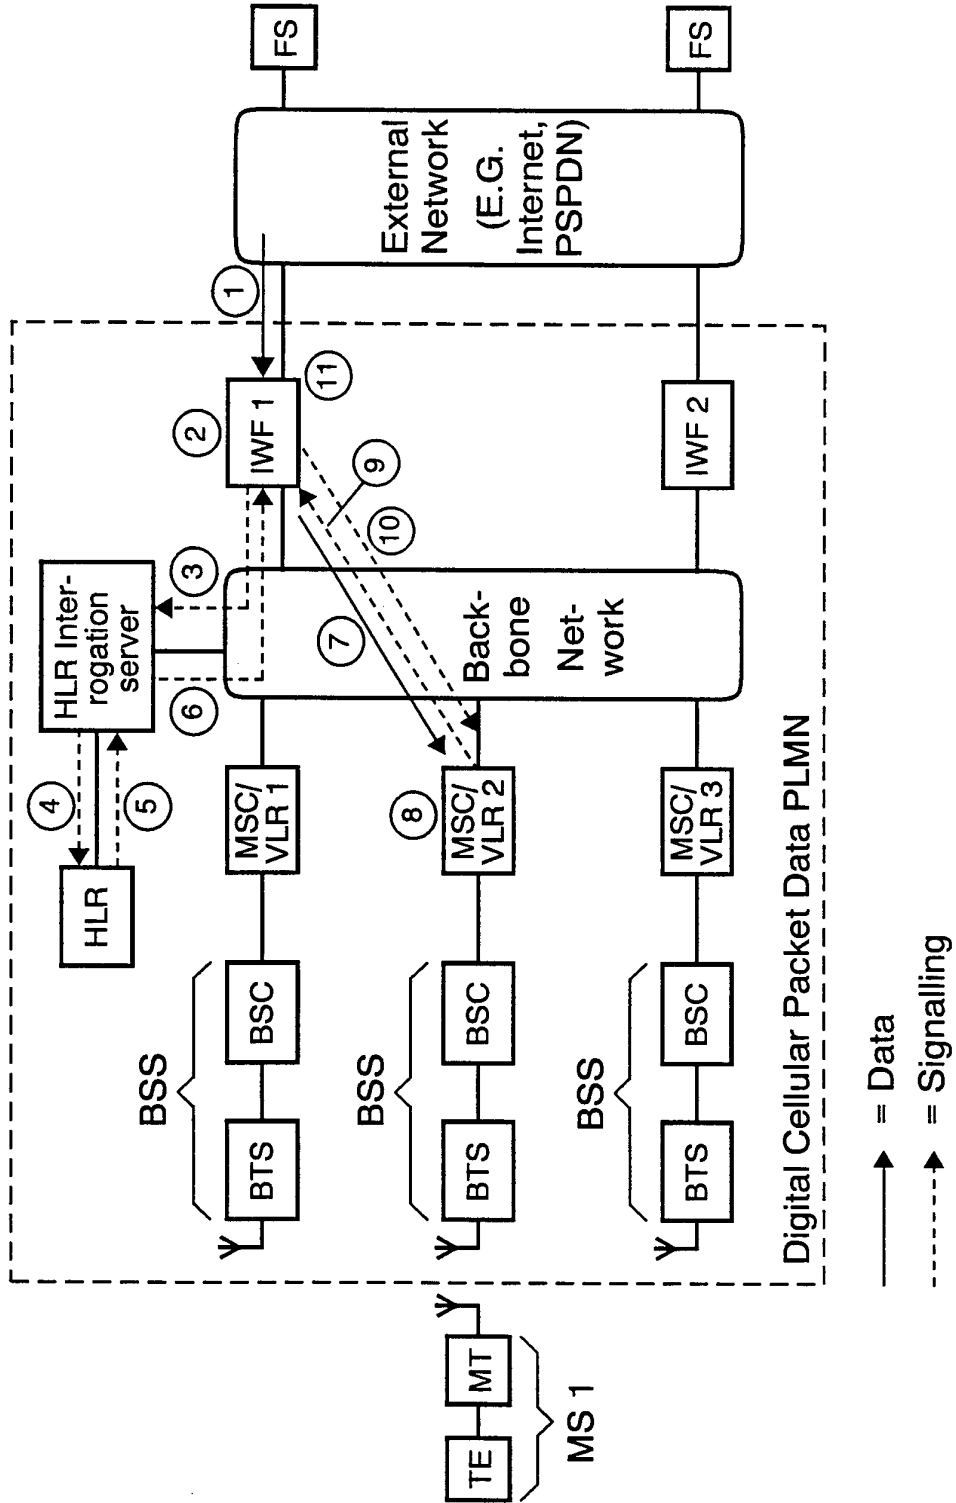 FS
FS
External
Network
(E.G.
Internet,
PSPDN)
1
11
2
IWF 1
9
10
IWF 2
3
HLR Inter-
rogation
server
6
7
Back-
bone
Net-
work
4
5
HLR
MSC/
VLR 1
8
MSC/
VLR 2
MSC/
VLR 3
BSS
BTS
BSC
BSS
BTS
BSC
BSS
BTS
BSC
Digital Cellular Packet Data PLMN
TE
MT
MS 1
= Data
= Signalling